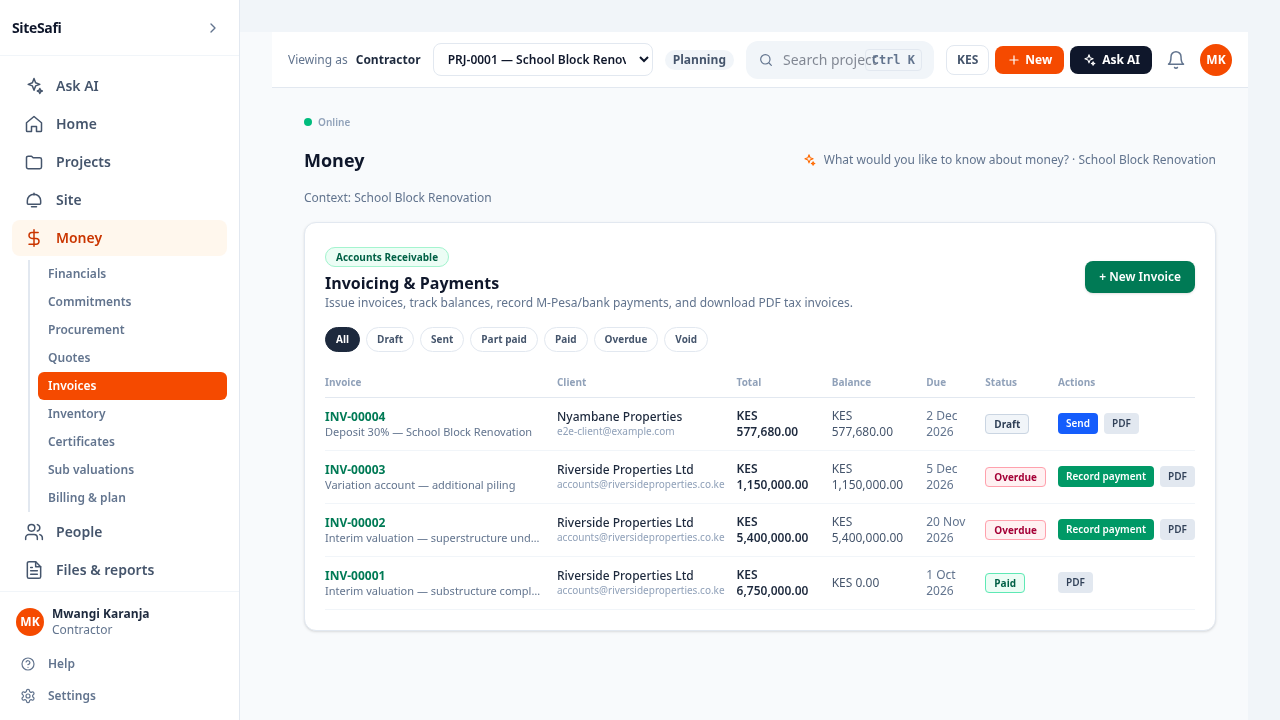 SiteSafi
Ask AI
Home
Projects
Site
Money
Financials
Commitments
Procurement
Quotes
Invoices
Inventory
Certificates
Sub valuations
Billing & plan
People
Files & reports
MK
Mwangi Karanja
Contractor
Help
Settings
Viewing as Contractor
PRJ-0001 — School Block Renov
Planning
Search project
Ctrl K
KES
New
Ask AI
MK
Online
Money
What would you like to know about money? · School Block Renovation
Context: School Block Renovation
Accounts Receivable
Invoicing & Payments
Issue invoices, track balances, record M-Pesa/bank payments, and download PDF tax invoices.
+ New Invoice
All Draft Sent Part paid Paid Overdue Void
Invoice Client Total Balance Due Status Actions
INV-00004 Nyambane Properties KES KES 2 Dec Draft Send PDF
Deposit 30% — School Block Renovation e2e-client@example.com 577,680.00 577,680.00 2026
INV-00003 Riverside Properties Ltd KES KES 5 Dec Overdue Record payment PDF
Variation account — additional piling accounts@riversideproperties.co.ke 1,150,000.00 1,150,000.00 2026
INV-00002 Riverside Properties Ltd KES KES 20 Nov Overdue Record payment PDF
Interim valuation — superstructure und... accounts@riversideproperties.co.ke 5,400,000.00 5,400,000.00 2026
INV-00001 Riverside Properties Ltd KES KES 0.00 1 Oct Paid PDF
Interim valuation — substructure compl... accounts@riversideproperties.co.ke 6,750,000.00 2026